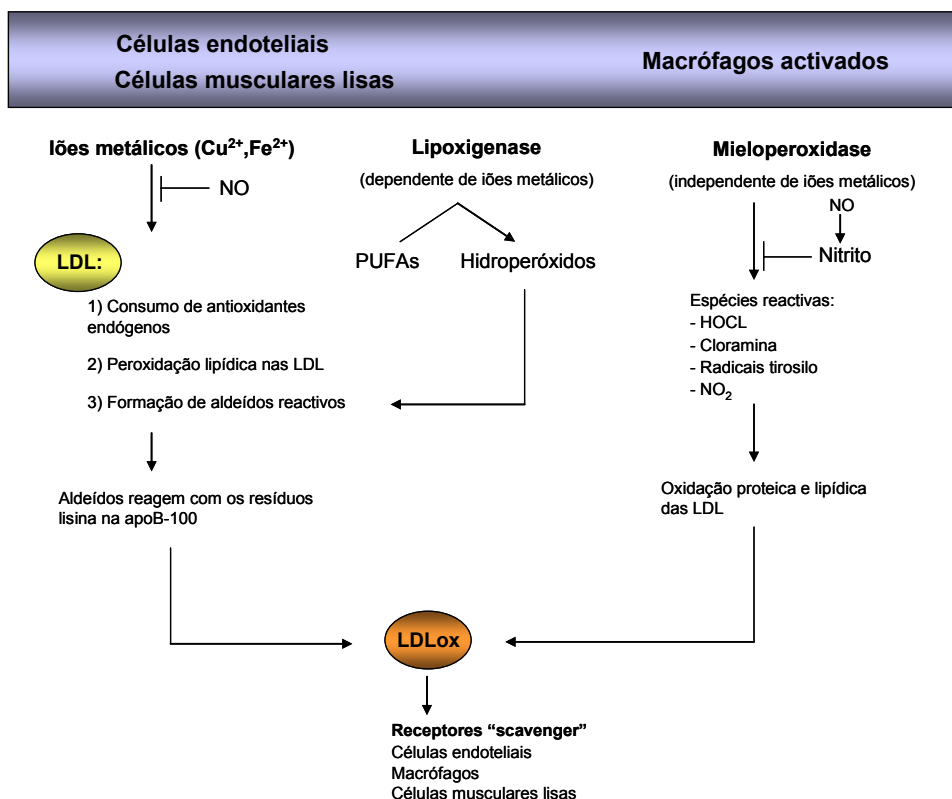 Células endoteliais
Células musculares lisas
Macrófagos activados
Iões metálicos (Cu²⁺,Fe²⁺)
NO
LDL:
1) Consumo de antioxidantes
endógenos
2) Peroxidação lipídica nas LDL
3) Formação de aldeídos reactivos
Aldeídos reagem com os resíduos
lisina na apoB-100
Lipoxigenase
(dependente de iões metálicos)
PUFAs
Hidroperóxidos
Mieloperoxidase
(independente de iões metálicos)
NO
Nitrito
Espécies reactivas:
- HOCL
- Cloramina
- Radicais tirosilo
- NO₂
Oxidação proteica e lipídica
das LDL
LDLox
Receptores “scavenger”
Células endoteliais
Macrófagos
Células musculares lisas